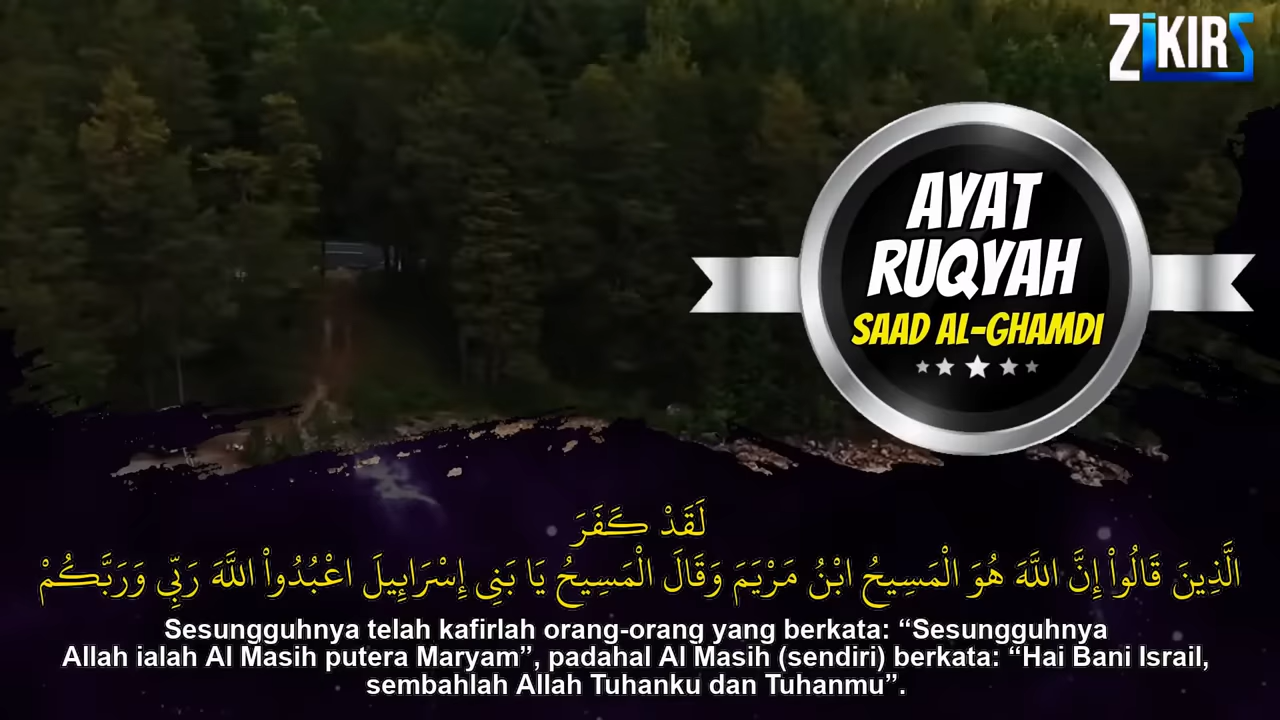 ZiKIRS
AYAT
RUQYAH
SAAD AL-GHAMDI
لَقَدْ كَفَرَ
الَّذِينَ قَالُواْ إِنَّ اللَّهَ هُوَ الْمَسِيحُ ابْنُ مَرْيَمَ وَقَالَ الْمَسِيحُ يَا بَنِي إِسْرَائِيلَ اعْبُدُواْ اللَّهَ رَبِّي وَرَبَّكُمْ
Sesungguhnya telah kafirlah orang-orang yang berkata: “Sesungguhnya
Allah ialah Al Masih putera Maryam”, padahal Al Masih (sendiri) berkata: “Hai Bani Israil,
sembahlah Allah Tuhanku dan Tuhanmu”.